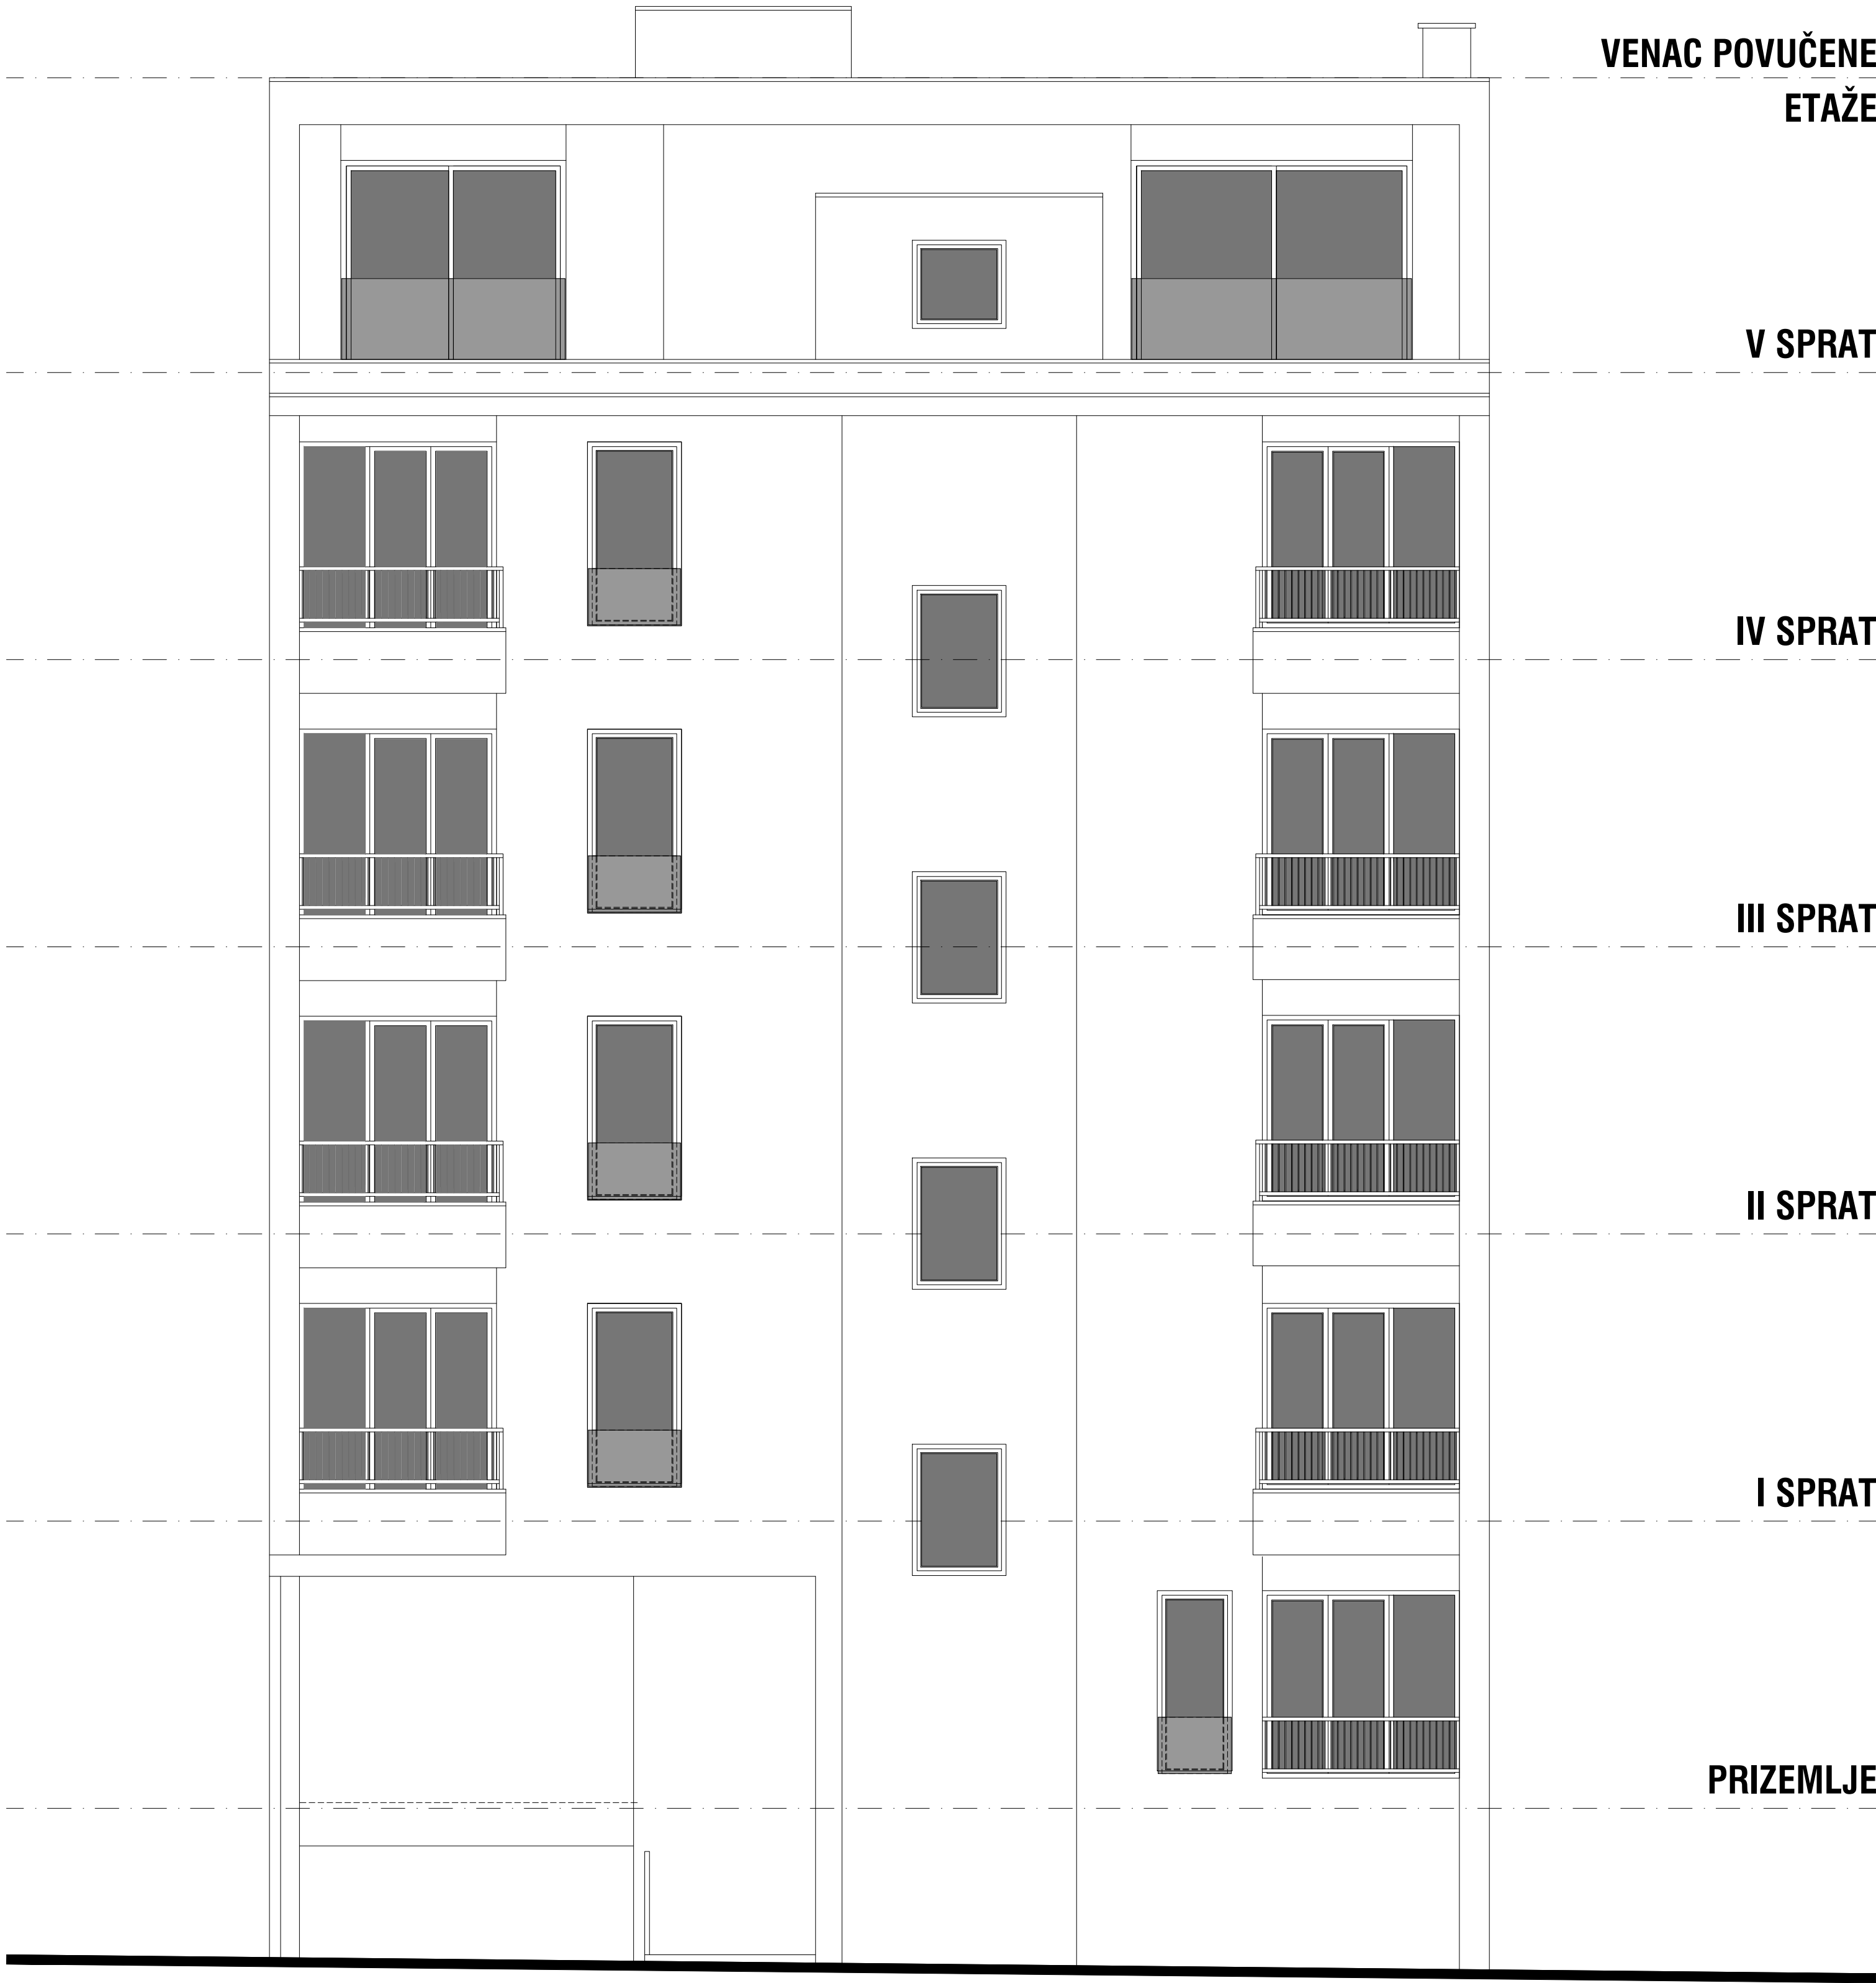 VENAC POVUČENE
ETAŽE
V SPRAT
IV SPRAT
III SPRAT
II SPRAT
I SPRAT
PRIZEMLJE